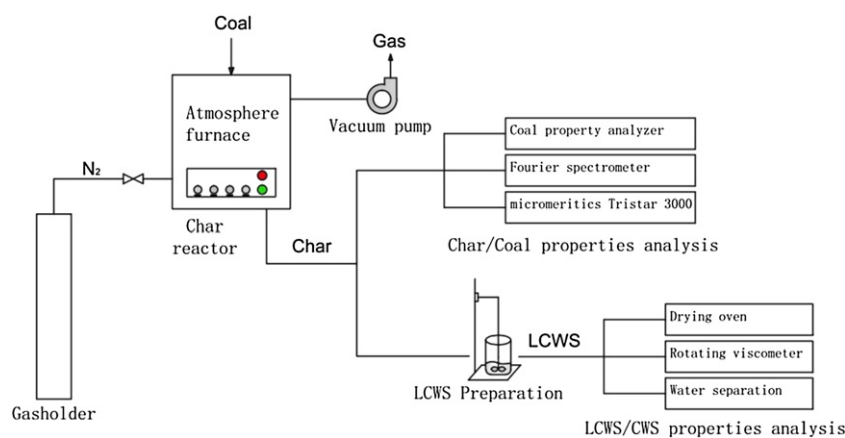 Coal
Gas
Atmosphere
furnace
Vacuum pump
N₂
Char
reactor
Char
Coal property analyzer
Fourier spectrometer
micromeritics Tristar 3000
Char/Coal properties analysis
LCWS
Drying oven
Rotating viscometer
Water separation
LCWS Preparation
Gasholder
LCWS/CWS properties analysis